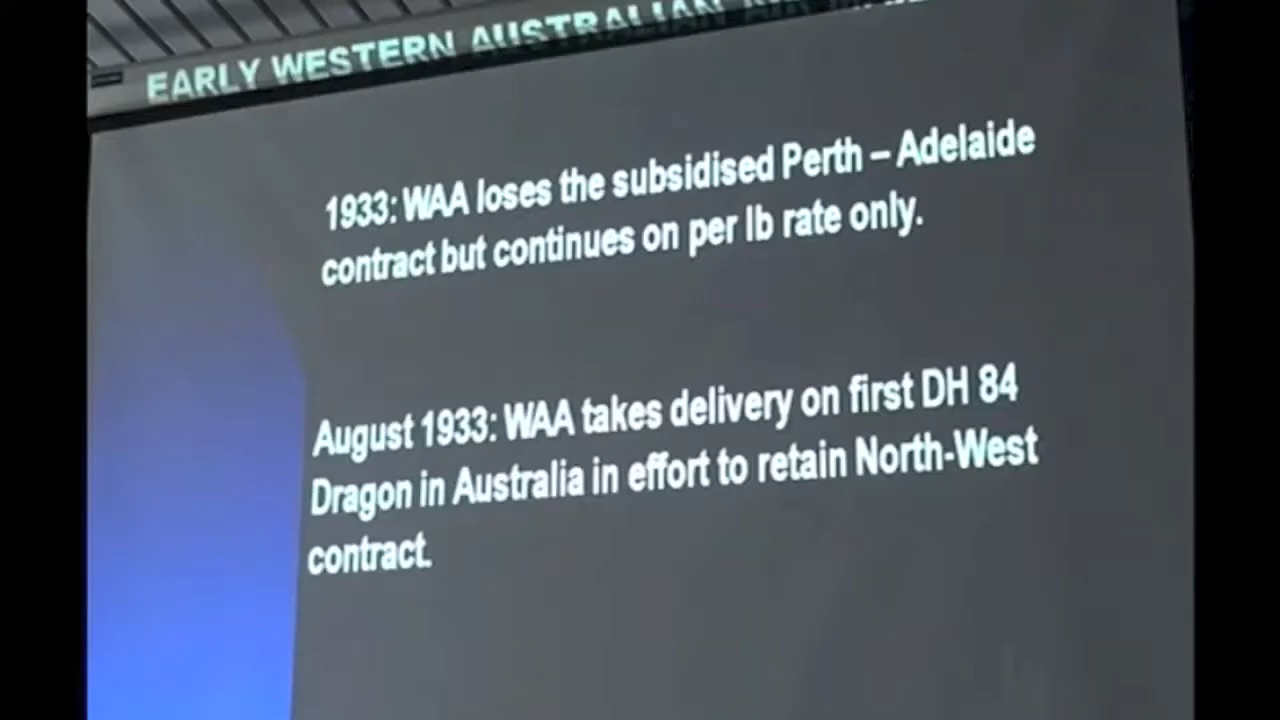 EARLY WESTERN AUSTRALIAN AIR
1933: WAA loses the subsidised Perth – Adelaide
contract but continues on per lb rate only.
August 1933: WAA takes delivery on first DH 84
Dragon in Australia in effort to retain North-West
contract.